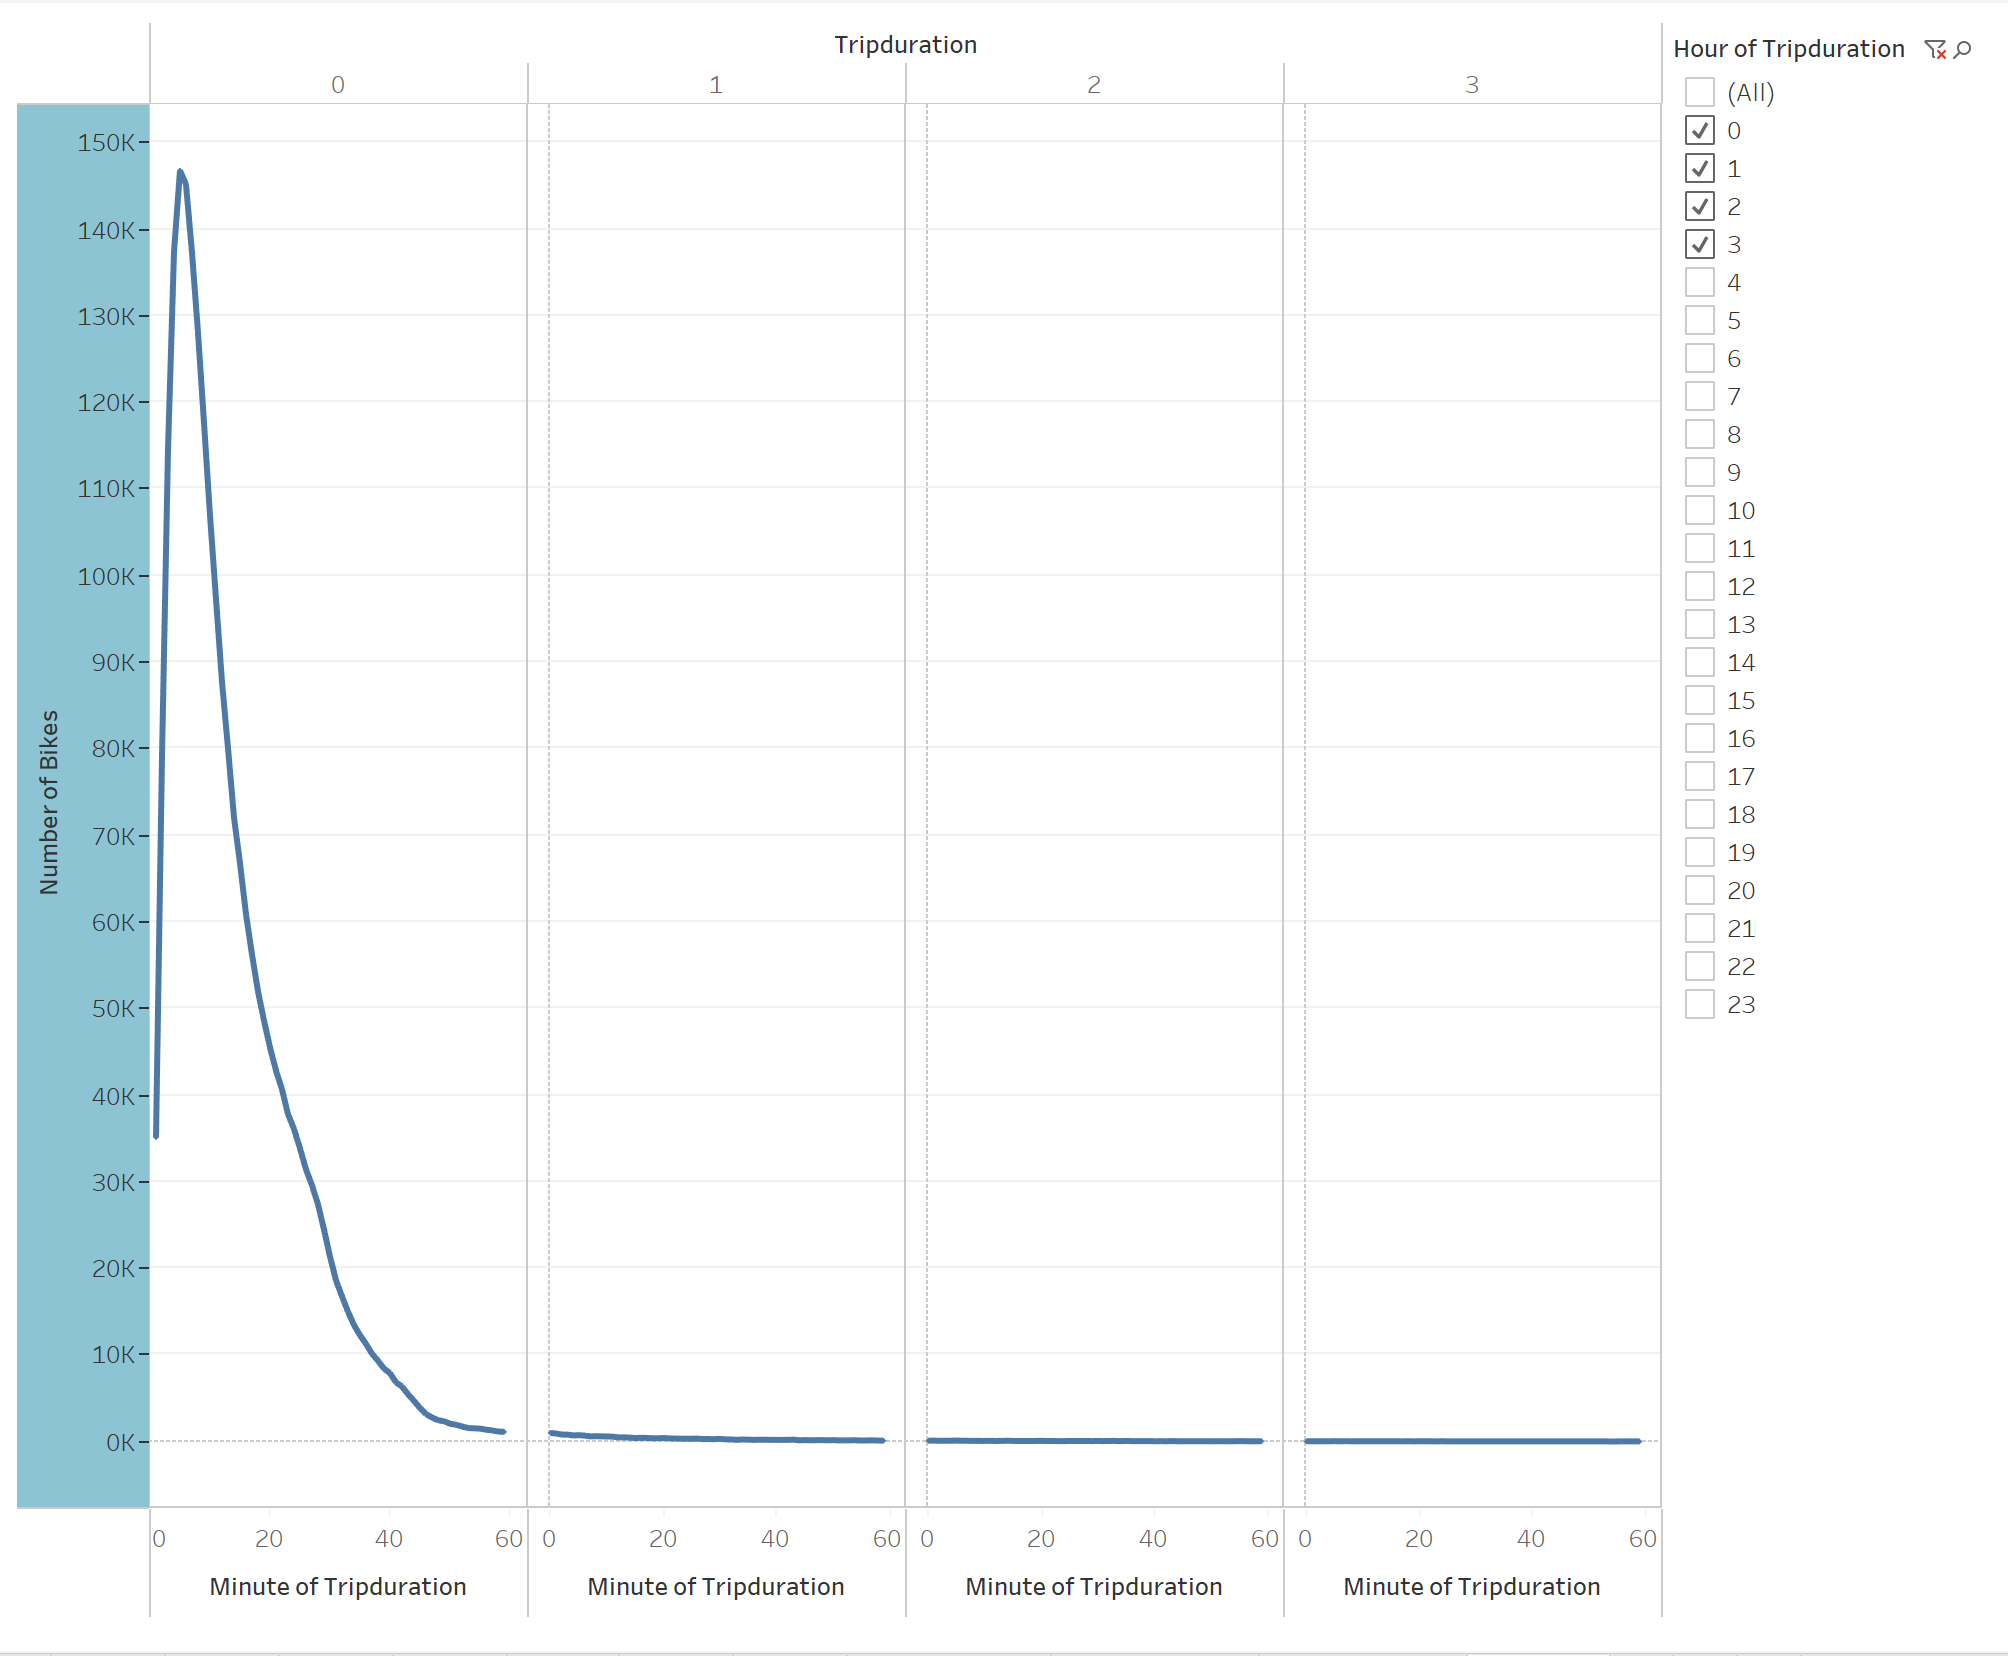 Tripduration
0 1 2 3
Number of Bikes
150K
140K
130K
120K
110K
100K
90K
80K
70K
60K
50K
40K
30K
20K
10K
0K
0 20 40 60 0 20 40 60 0 20 40 60 0 20 40 60
Minute of Tripduration Minute of Tripduration Minute of Tripduration Minute of Tripduration
Hour of Tripduration
(All)
0
1
2
3
4
5
6
7
8
9
10
11
12
13
14
15
16
17
18
19
20
21
22
23